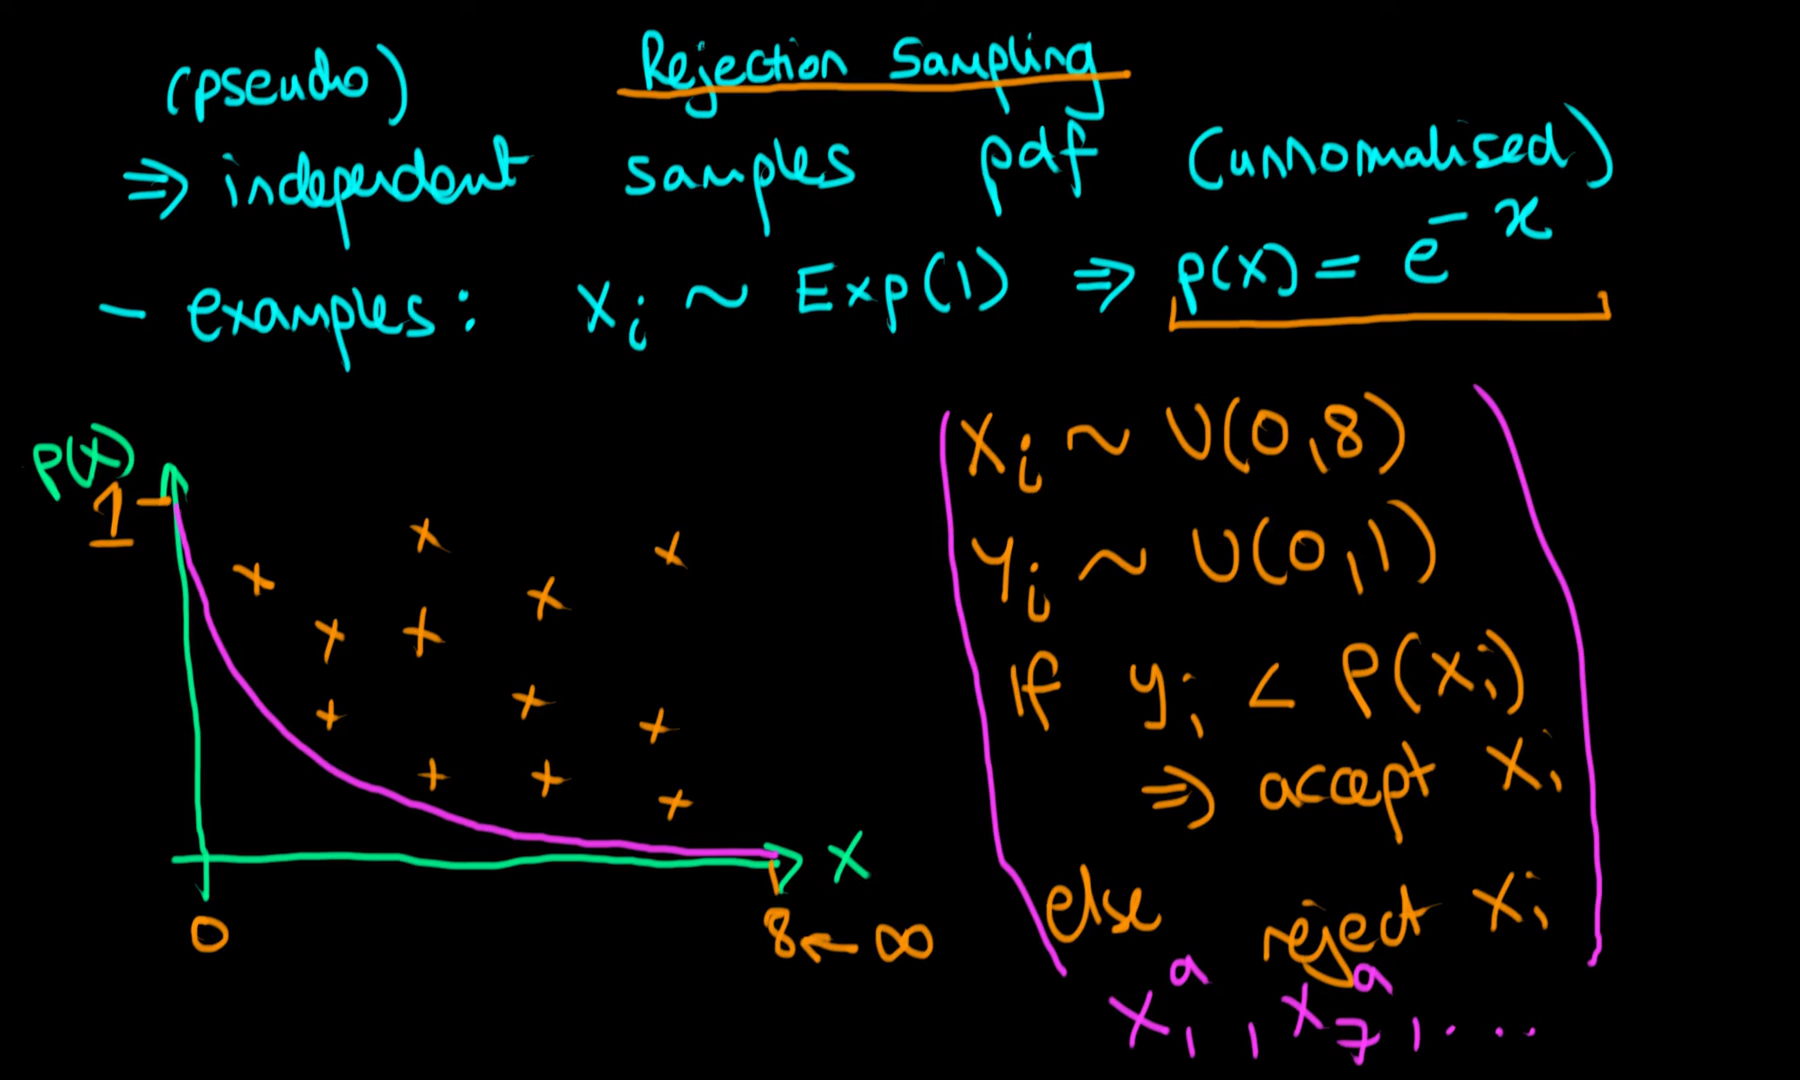 Rejection Sampling
(pseudo)
⇒ independent samples pdf (unnormalised)
- examples: Xi ~ Exp(1) ⇒ p(x) = e^-x
p(x)
1
X
0
8 ← ∞
Xi ~ U(0,8)
yi ~ U(0,1)
If yi < P(Xi)
⇒ accept Xi
else reject Xi
X₁ᵃ, X₇ᵃ, ...